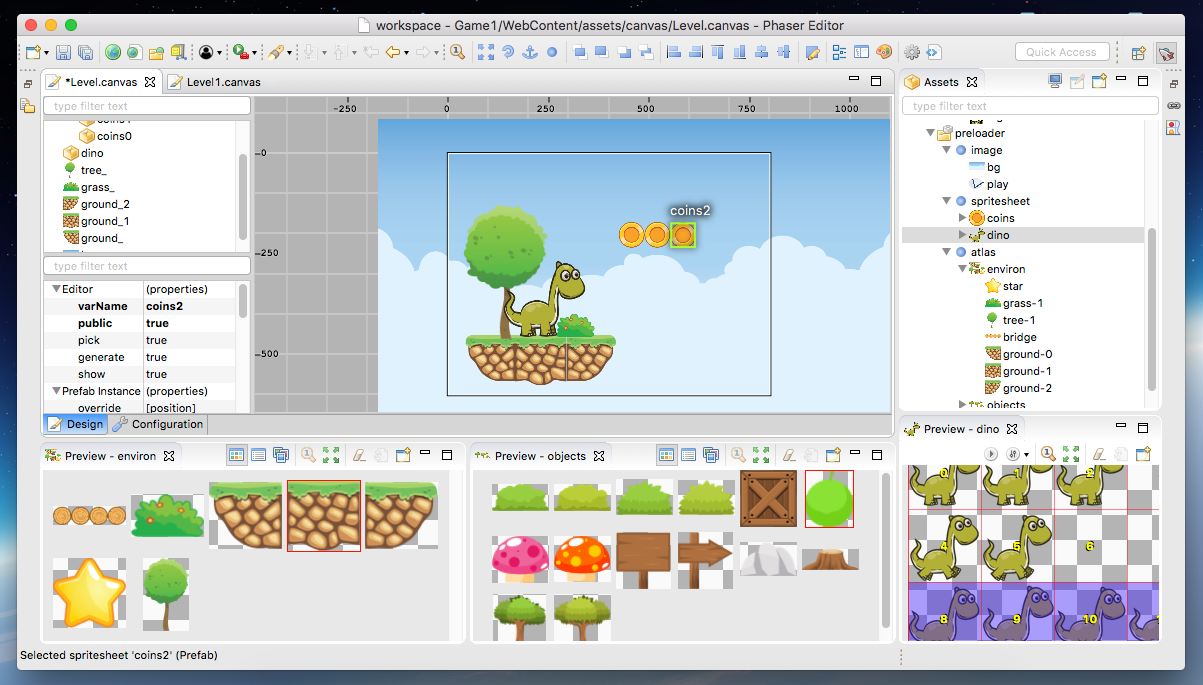 workspace - Game1/WebContent/assets/canvas/Level.canvas - Phaser Editor
Quick Access
*Level.canvas
Level1.canvas
type filter text
coins0
dino
tree_
grass_
ground_2
ground_1
ground_
type filter text
Editor (properties)
varName coins2
public true
pick true
generate true
show true
Prefab Instance (properties)
override [position]
Design
Configuration
-250 0 250 500 750 1000
0
250
500
coins2
Assets
type filter text
preloader
image
bg
play
spritesheet
coins
dino
atlas
environ
star
grass-1
tree-1
bridge
ground-0
ground-1
ground-2
objects
Preview - environ
Preview - objects
Preview - dino
0 1 2
4 5 6
8 9 10
Selected spritesheet 'coins2' (Prefab)